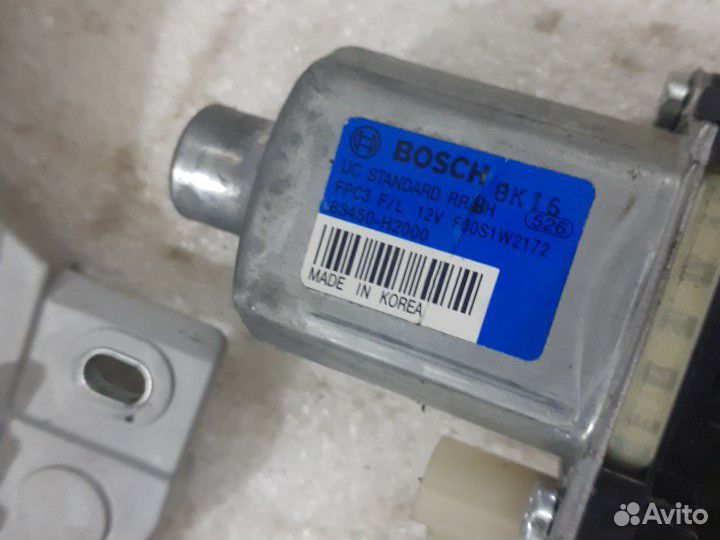 BOSCH 8K16
UC STANDARD RR RH 526
FPC3 F/L 12V F00S1W2172
83450-H2000
MADE IN KOREA
Avito